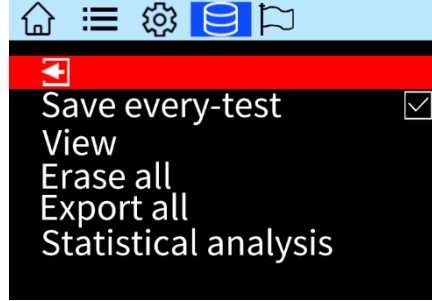 Save every-test
View
Erase all
Export all
Statistical analysis